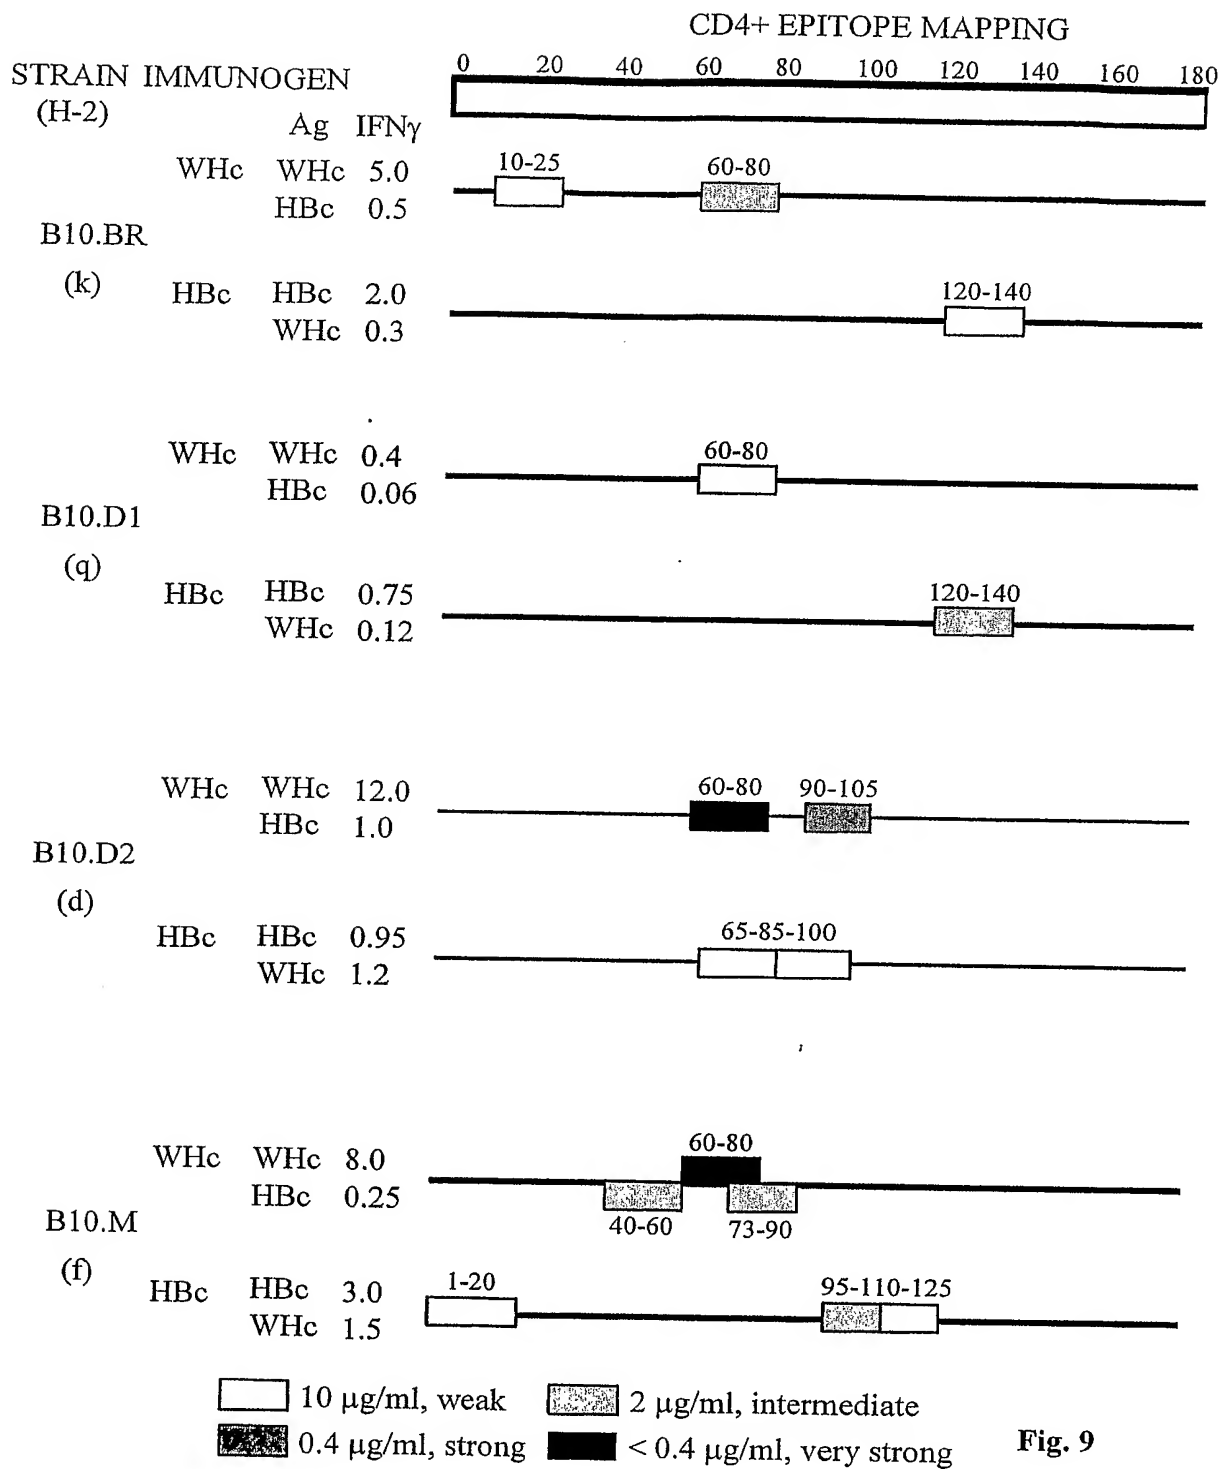 CD4+ EPITOPE MAPPING
0 20 40 60 80 100 120 140 160 180
STRAIN IMMUNOGEN
(H-2)
Ag IFNγ
WHc WHc 5.0
HBc 0.5
10-25 60-80
B10.BR
(k)
HBc HBc 2.0
WHc 0.3
120-140
WHc WHc 0.4
HBc 0.06
60-80
B10.D1
(q)
HBc HBc 0.75
WHc 0.12
120-140
WHc WHc 12.0
HBc 1.0
60-80 90-105
B10.D2
(d)
HBc HBc 0.95
WHc 1.2
65-85-100
WHc WHc 8.0
HBc 0.25
60-80
40-60 73-90
B10.M
(f)
HBc HBc 3.0
WHc 1.5
1-20 95-110-125
10 μg/ml, weak 2 μg/ml, intermediate
0.4 μg/ml, strong < 0.4 μg/ml, very strong
Fig. 9